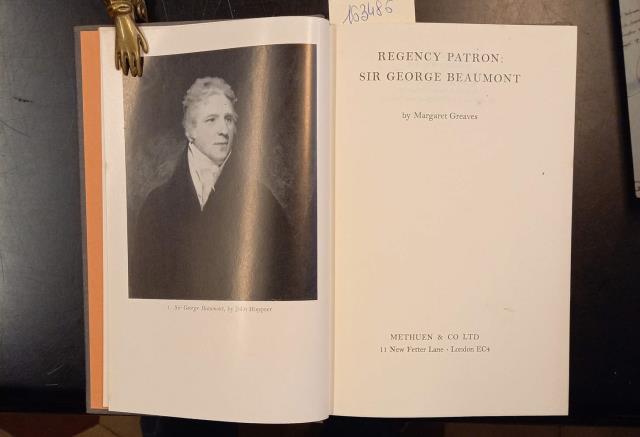 163486
1. Sir George Beaumont, by John Hoppner
REGENCY PATRON:
SIR GEORGE BEAUMONT
by Margaret Greaves
METHUEN & CO LTD
11 New Fetter Lane · London EC4